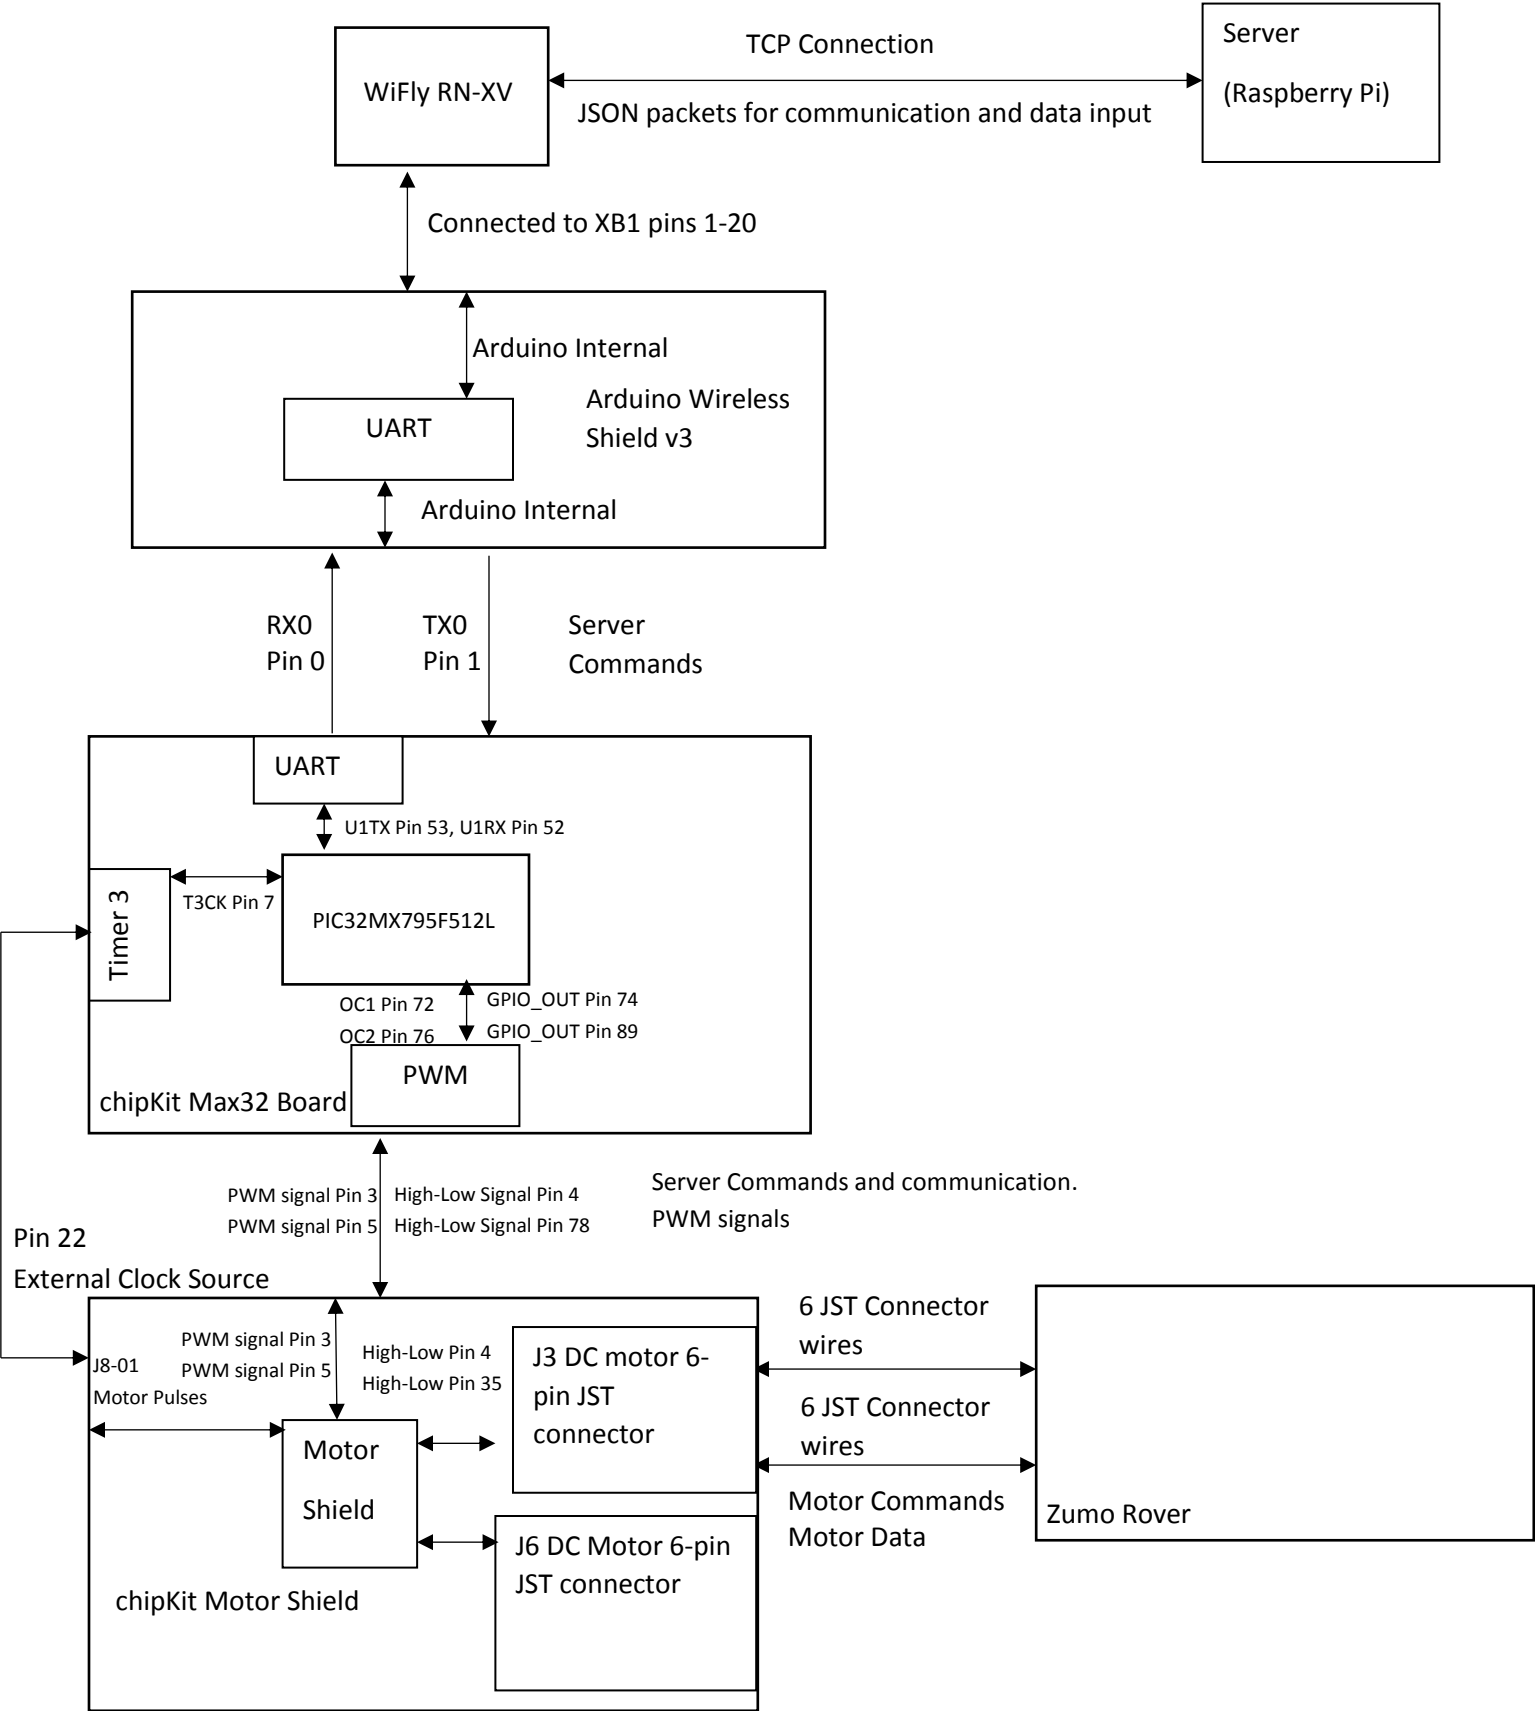 TCP Connection
Server
(Raspberry Pi)
WiFly RN-XV
JSON packets for communication and data input
Connected to XB1 pins 1-20
Arduino Internal
Arduino Wireless
Shield v3
UART
Arduino Internal
RX0
Pin 0
TX0
Pin 1
Server
Commands
UART
U1TX Pin 53, U1RX Pin 52
Timer 3
T3CK Pin 7
PIC32MX795F512L
OC1 Pin 72
OC2 Pin 76
GPIO_OUT Pin 74
GPIO_OUT Pin 89
PWM
chipKit Max32 Board
PWM signal Pin 3
PWM signal Pin 5
High-Low Signal Pin 4
High-Low Signal Pin 78
Server Commands and communication.
PWM signals
Pin 22
External Clock Source
J8-01
Motor Pulses
PWM signal Pin 3
PWM signal Pin 5
High-Low Pin 4
High-Low Pin 35
J3 DC motor 6-
pin JST
connector
6 JST Connector
wires
6 JST Connector
wires
Motor Commands
Motor Data
Zumo Rover
Motor
Shield
J6 DC Motor 6-pin
JST connector
chipKit Motor Shield